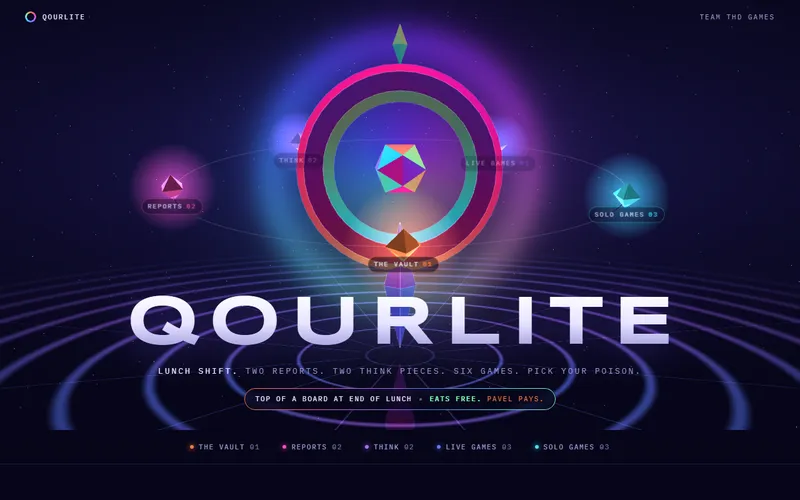 QOURLITE
TEAM THD GAMES
THINK 02
LIVE GAMES 03
REPORTS 02
SOLO GAMES 03
THE VAULT 01
QOURLITE
LUNCH SHIFT. TWO REPORTS. TWO THINK PIECES. SIX GAMES. PICK YOUR POISON.
TOP OF A BOARD AT END OF LUNCH • EATS FREE. PAVEL PAYS.
THE VAULT 01 REPORTS 02 THINK 02 LIVE GAMES 03 SOLO GAMES 03